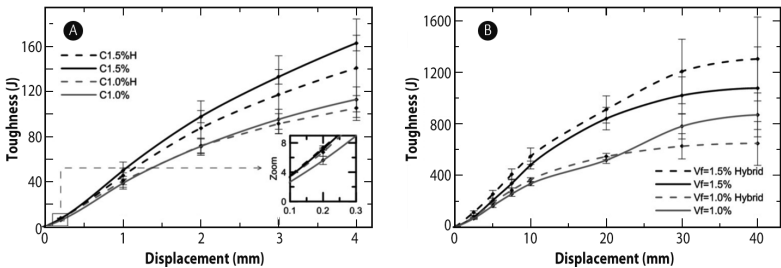 A
C1.5%H
C1.5%
C1.0%H
C1.0%
Toughness (J)
160
120
80
40
0
0 1 2 3 4
Displacement (mm)
Zoom
8
4
0
0.1 0.2 0.3
B
Toughness (J)
1600
1200
800
400
0
0 10 20 30 40
Displacement (mm)
Vf=1.5% Hybrid
Vf=1.5%
Vf=1.0% Hybrid
Vf=1.0%